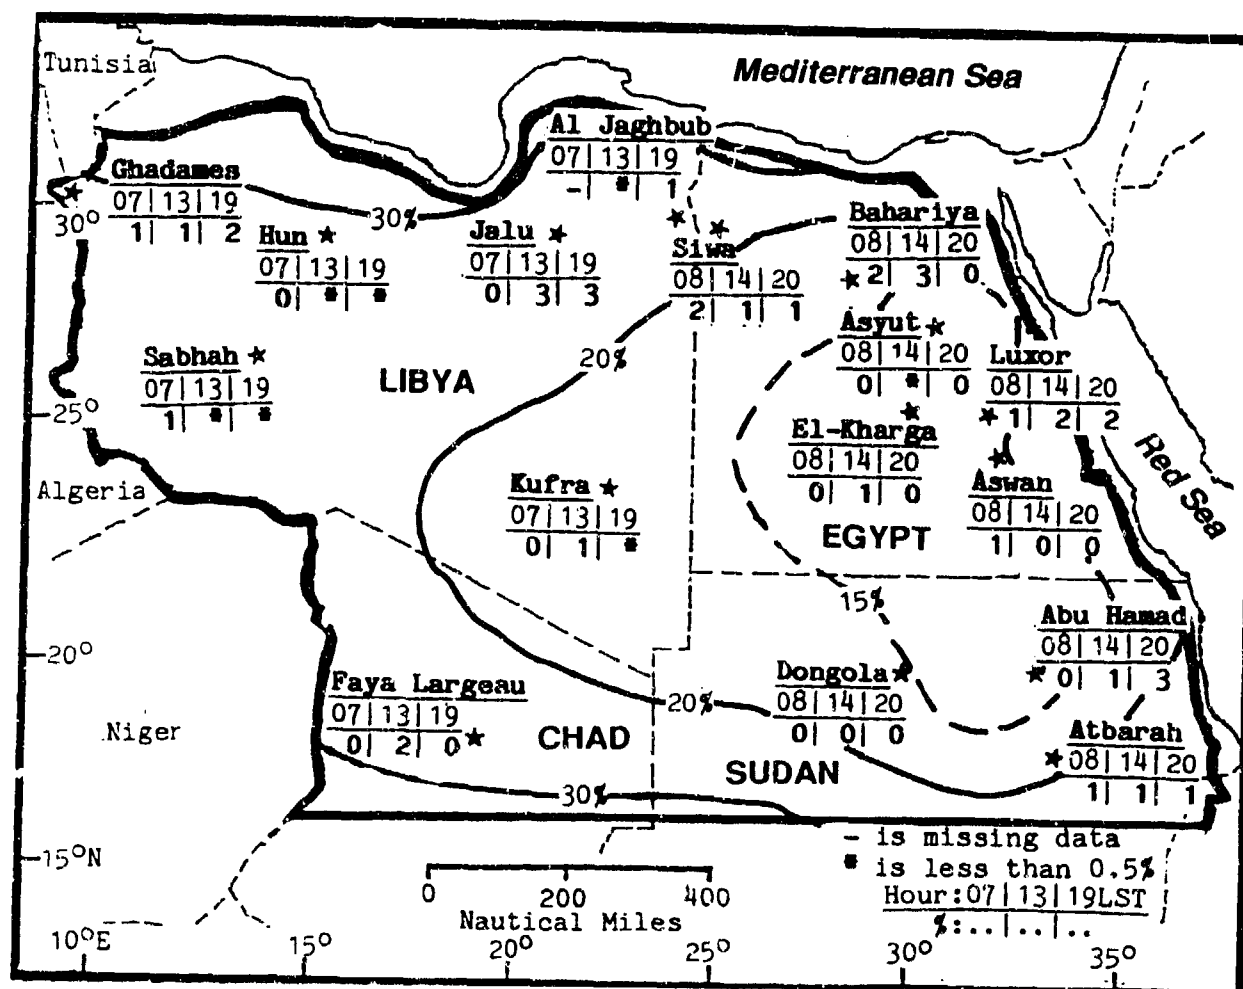 Tunisia
Mediterranean Sea
Al Jaghbub
07|13|19
-| *| 1
Ghadames
07|13|19
1| 1| 2
30°
30%
Hun
07|13|19
0| *| *
Jalu
07|13|19
0| 3| 3
Siwa
08|14|20
2| 1| 1
Bahariya
08|14|20
2| 3| 0
Asyut
08|14|20
0| *| 0
Luxor
08|14|20
1| 2| 2
Sabhah
07|13|19
1| *| *
LIBYA
20%
25°
El-Kharga
08|14|20
0| 1| 0
Red Sea
Algeria
Kufra
07|13|19
0| 1| *
Aswan
08|14|20
1| 0| 0
EGYPT
15%
20°
Abu Hamad
08|14|20
0| 1| 3
Faya Largeau
07|13|19
0| 2| 0
Dongola
08|14|20
0| 0| 0
20%
Niger
CHAD
SUDAN
Atbarah
08|14|20
1| 1| 1
30%
15°N
- is missing data
* is less than 0.5%
Hour:07|13|19LST
%:..|..|..
0 200 400
Nautical Miles
10°E 15° 20° 25° 30° 35°